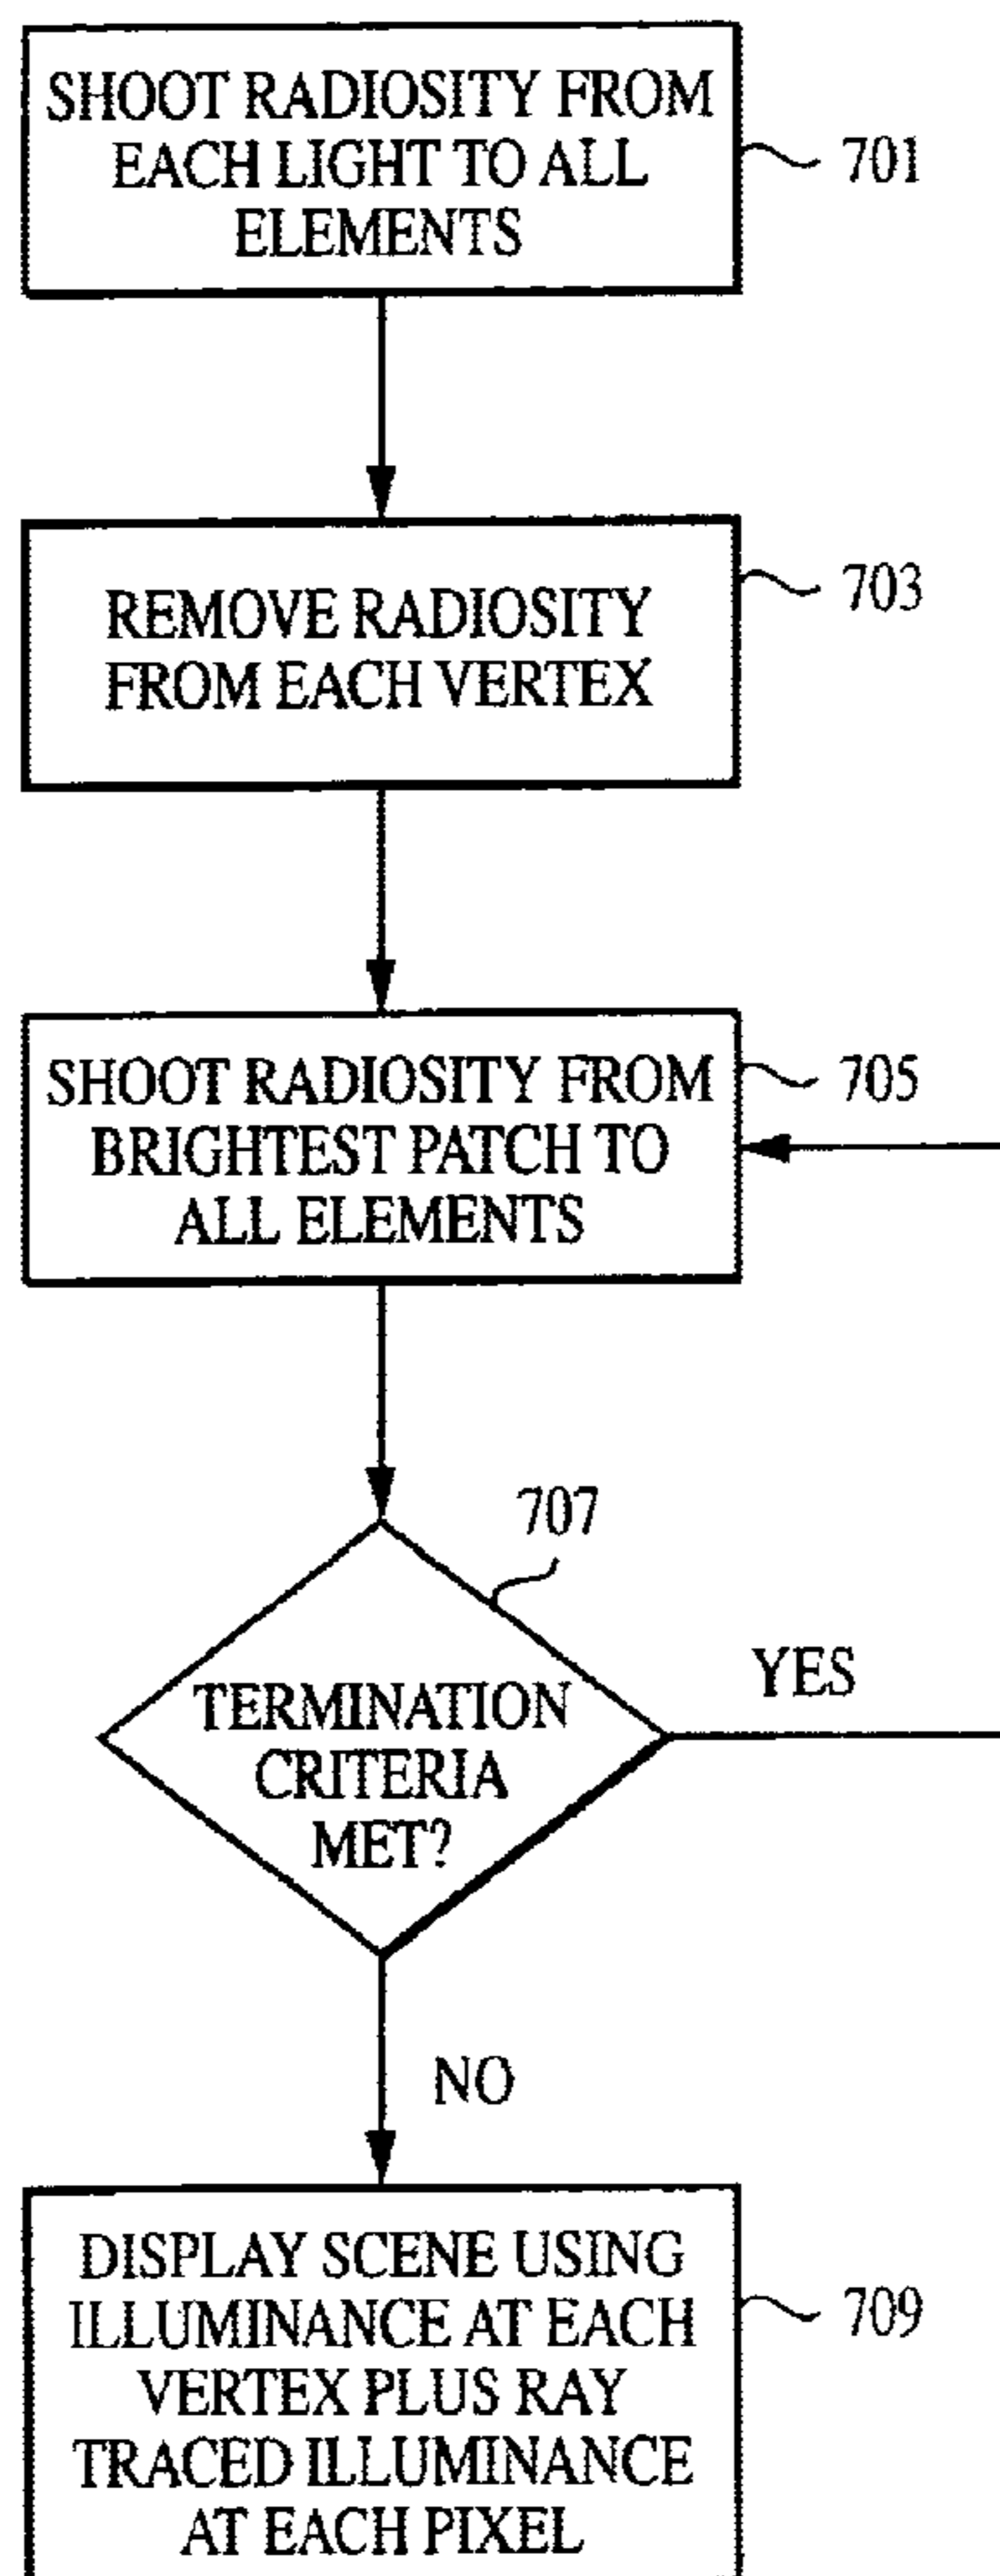 SHOOT RADIOSITY FROM
EACH LIGHT TO ALL
ELEMENTS
701
REMOVE RADIOSITY
FROM EACH VERTEX
703
SHOOT RADIOSITY FROM
BRIGHTEST PATCH TO
ALL ELEMENTS
705
707
TERMINATION
CRITERIA
MET?
YES
NO
DISPLAY SCENE USING
ILLUMINANCE AT EACH
VERTEX PLUS RAY
TRACED ILLUMINANCE
AT EACH PIXEL
709